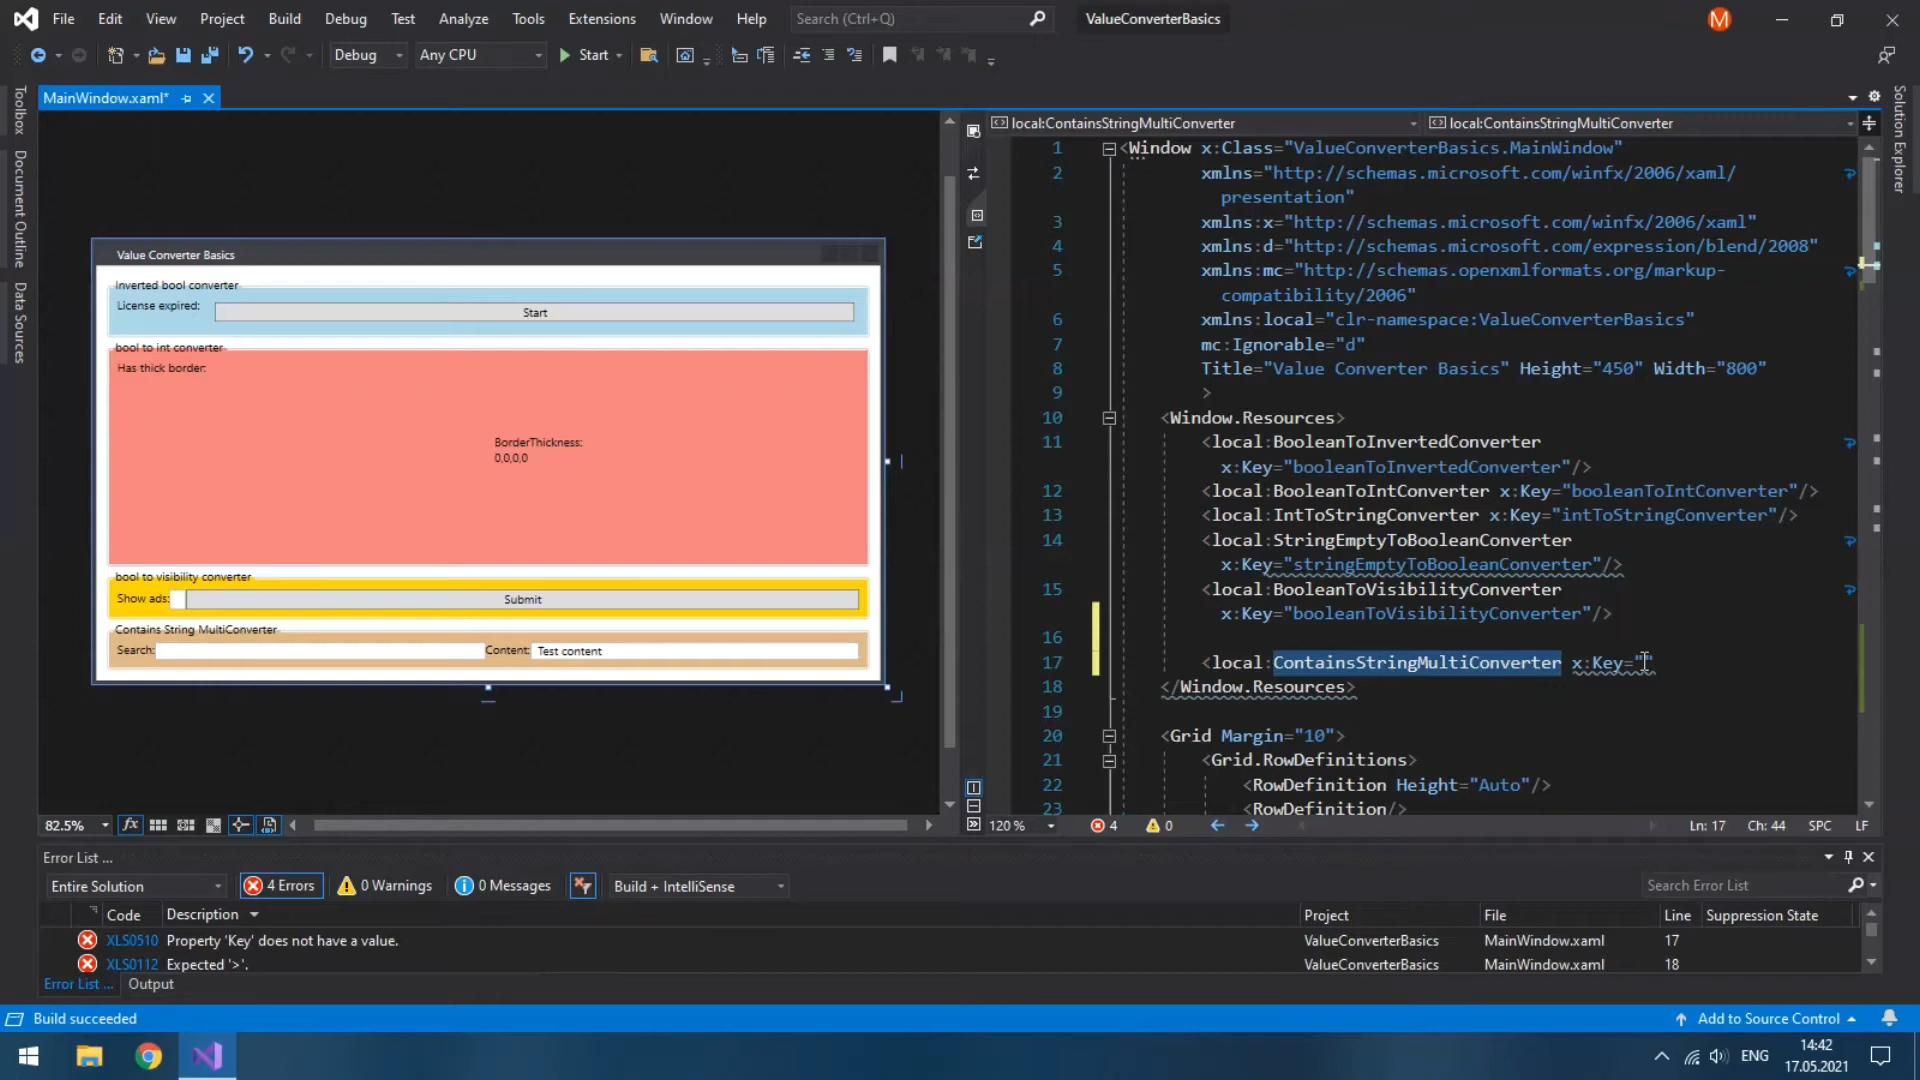 File Edit View Project Build Debug Test Analyze Tools Extensions Window Help Search (Ctrl+Q) ValueConverterBasics M
Debug Any CPU Start
MainWindow.xaml*
Toolbox
Document Outline
Data Sources
Solution Explorer
Value Converter Basics
Inverted bool converter
License expired: Start
bool to int converter
Has thick border:
BorderThickness:
0,0,0,0
bool to visibility converter
Show ads: Submit
Contains String MultiConverter
Search: Content: Test content
local:ContainsStringMultiConverter local:ContainsStringMultiConverter
1 <Window x:Class="ValueConverterBasics.MainWindow"
2 xmlns="http://schemas.microsoft.com/winfx/2006/xaml/
presentation"
3 xmlns:x="http://schemas.microsoft.com/winfx/2006/xaml"
4 xmlns:d="http://schemas.microsoft.com/expression/blend/2008"
5 xmlns:mc="http://schemas.openxmlformats.org/markup-
compatibility/2006"
6 xmlns:local="clr-namespace:ValueConverterBasics"
7 mc:Ignorable="d"
8 Title="Value Converter Basics" Height="450" Width="800"
9 >
10 <Window.Resources>
11 <local:BooleanToInvertedConverter
x:Key="booleanToInvertedConverter"/>
12 <local:BooleanToIntConverter x:Key="booleanToIntConverter"/>
13 <local:IntToStringConverter x:Key="intToStringConverter"/>
14 <local:StringEmptyToBooleanConverter
x:Key="stringEmptyToBooleanConverter"/>
15 <local:BooleanToVisibilityConverter
x:Key="booleanToVisibilityConverter"/>
16
17 <local:ContainsStringMultiConverter x:Key=""
18 </Window.Resources>
19
20 <Grid Margin="10">
21 <Grid.RowDefinitions>
22 <RowDefinition Height="Auto"/>
23 <RowDefinition/>
82.5% fx 120 % 4 0 Ln: 17 Ch: 44 SPC LF
Error List ...
Entire Solution 4 Errors 0 Warnings 0 Messages Build + IntelliSense Search Error List
Code Description Project File Line Suppression State
XLS0510 Property 'Key' does not have a value. ValueConverterBasics MainWindow.xaml 17
XLS0112 Expected '>'. ValueConverterBasics MainWindow.xaml 18
Error List ... Output
Build succeeded Add to Source Control
ENG 14:42
17.05.2021